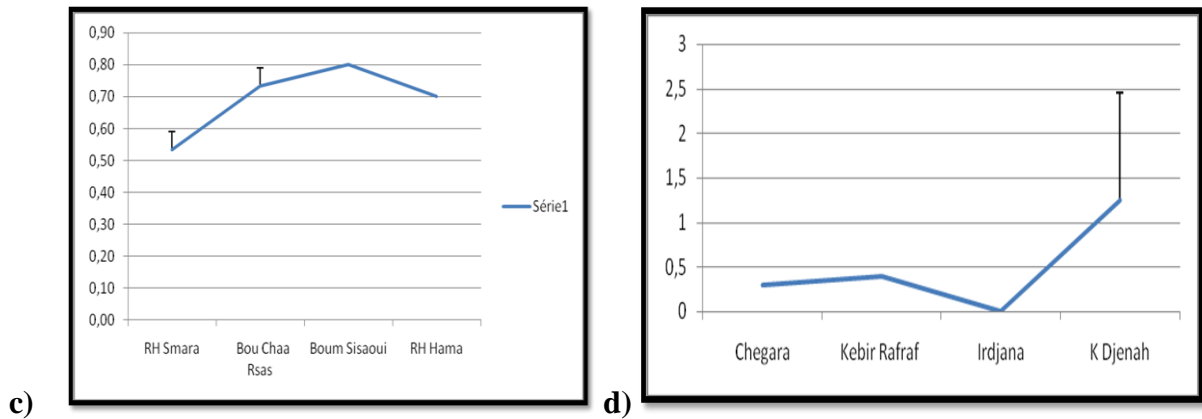 0,90
0,80
0,70
0,60
0,50
0,40
0,30
0,20
0,10
0,00
RH Smara
Bou Chaa
Rsas
Boum Sisaoui
RH Hama
Série1
c)
3
2,5
2
1,5
1
0,5
0
Chegara
Kebir Rafraf
Irdjana
K Djenah
d)